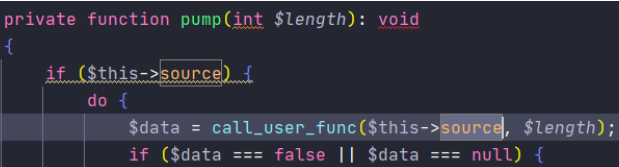 private function pump(int $length): void
{
if ($this->source) {
do {
$data = call_user_func($this->source, $length);
if ($data === false || $data === null) {